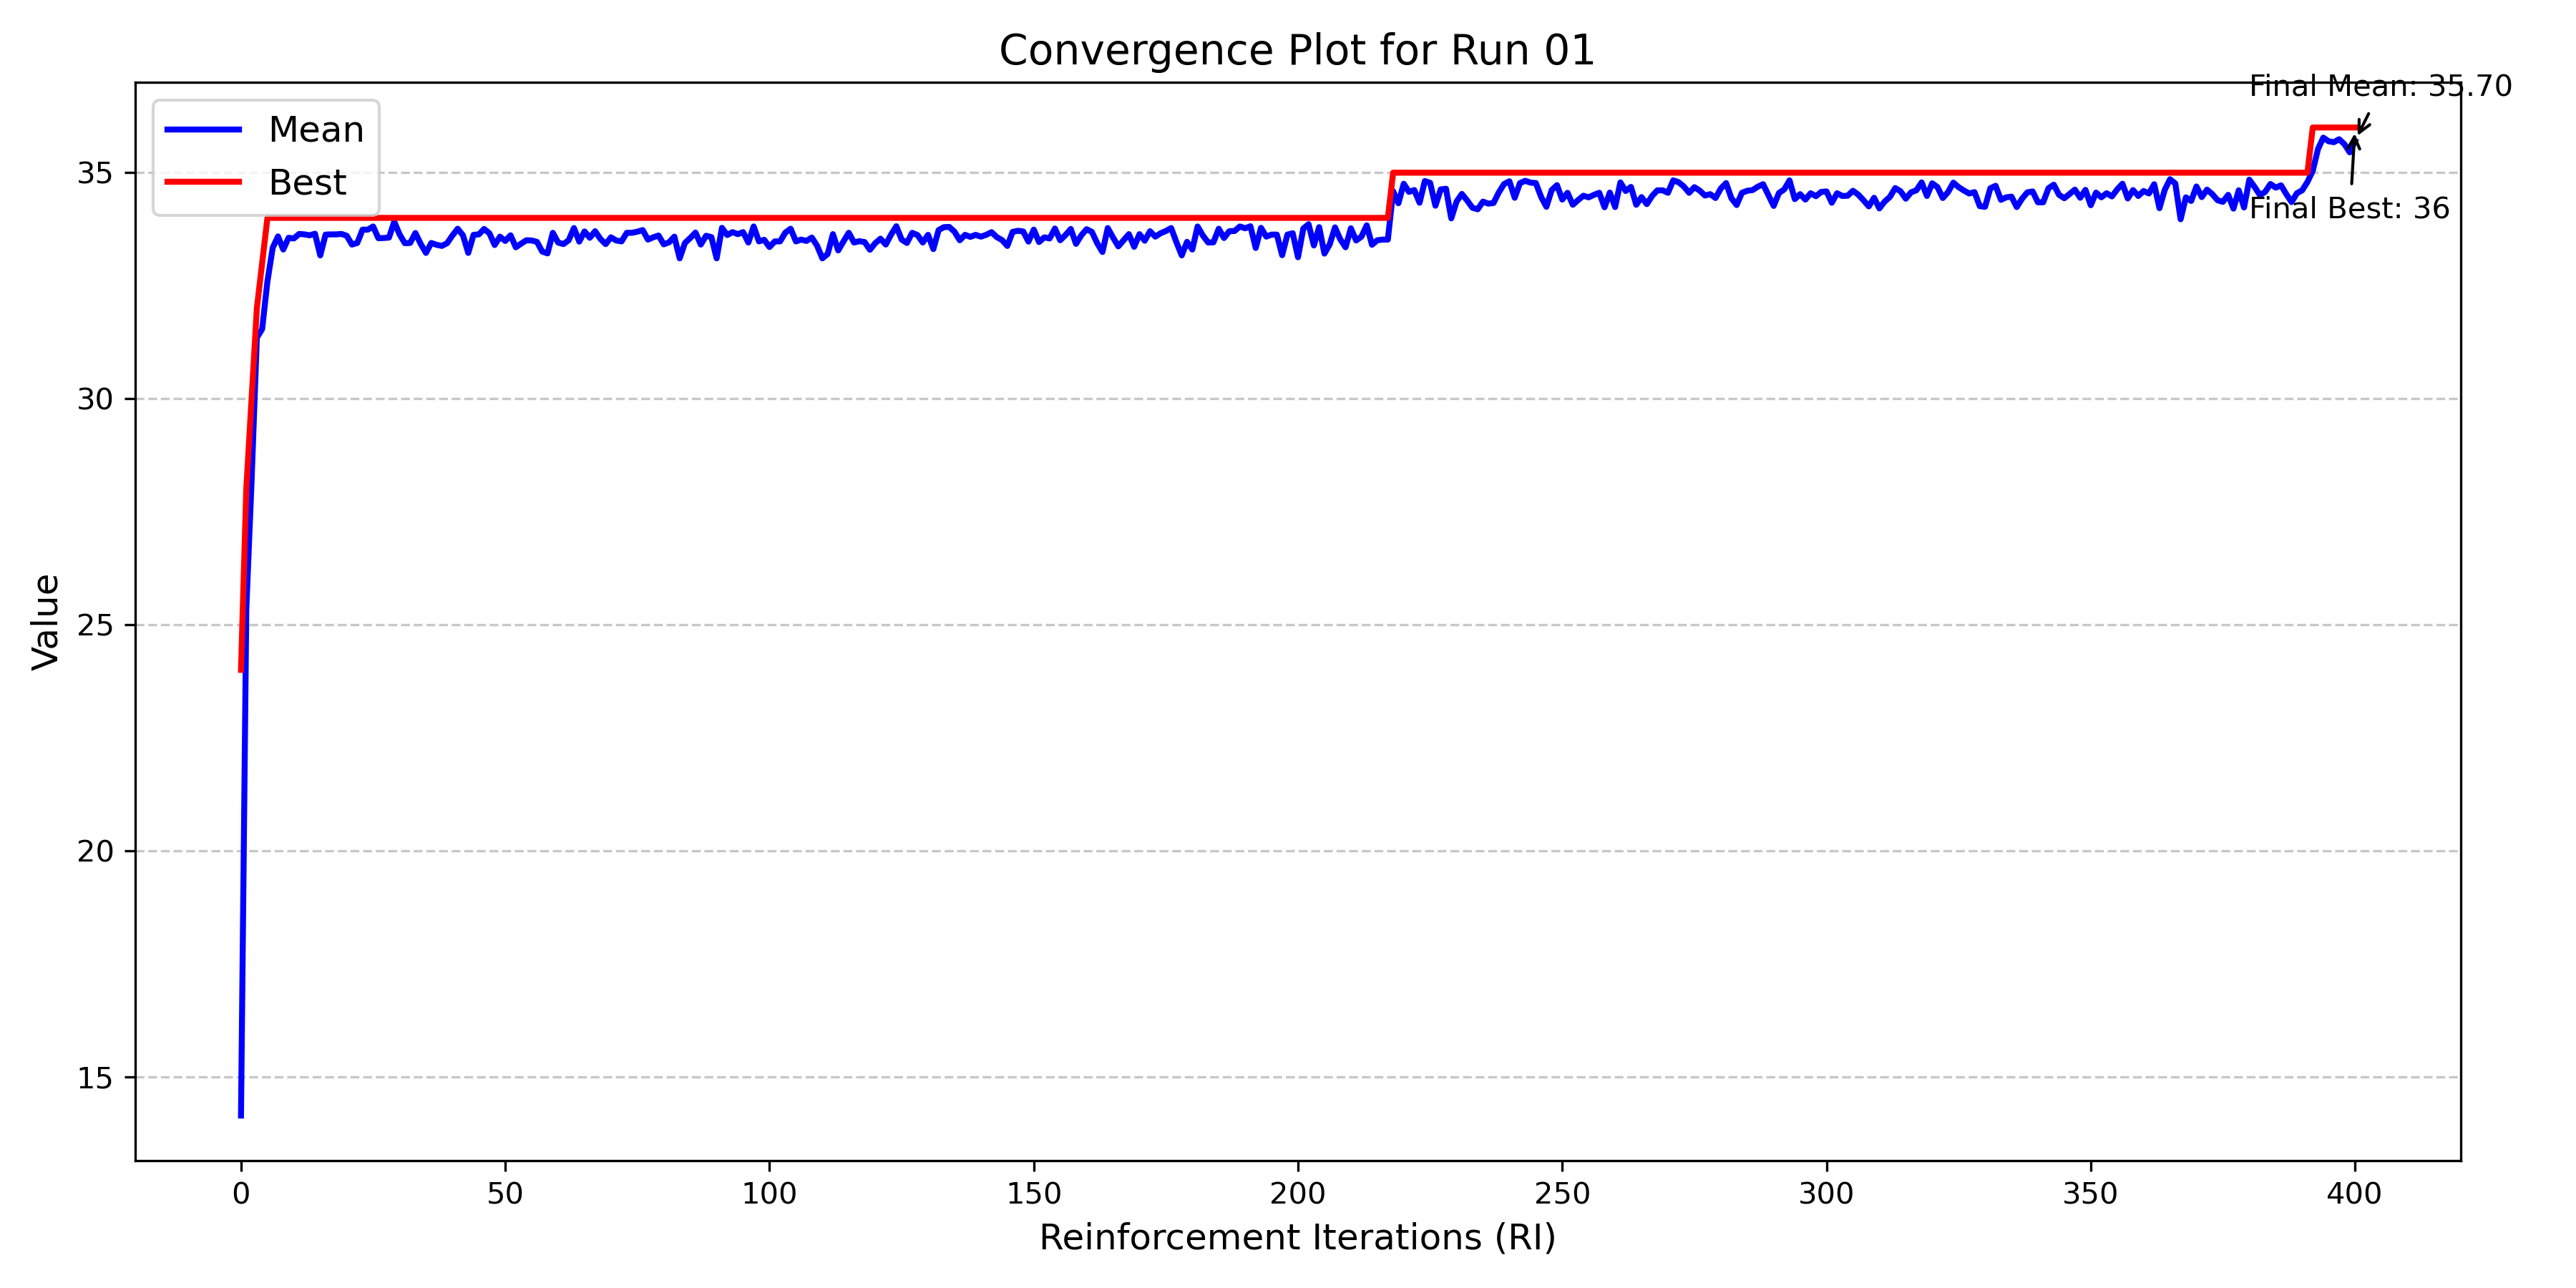 Convergence Plot for Run 01
Final Mean: 35.70
Mean
Best
Final Best: 36
35
30
25
20
15
Value
0 50 100 150 200 250 300 350 400
Reinforcement Iterations (RI)